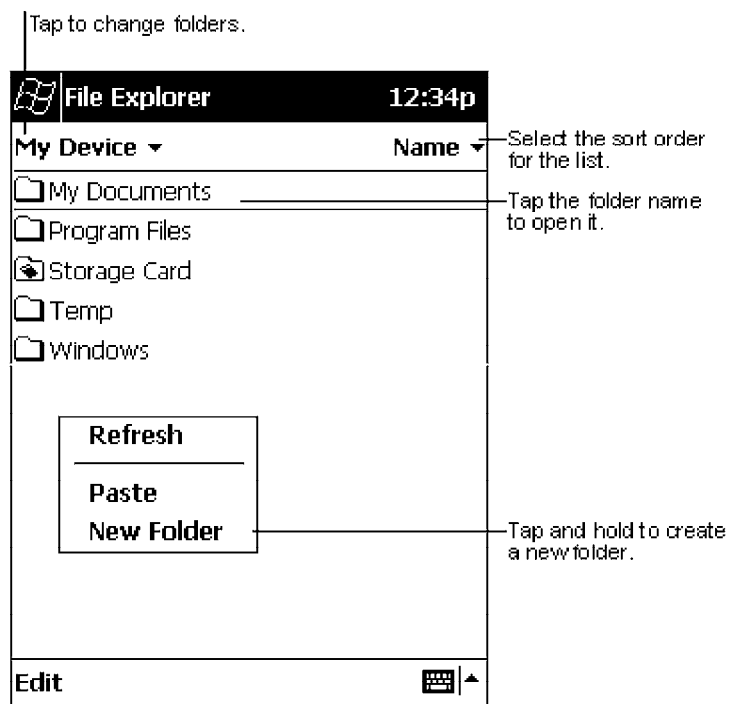 Tap to change folders.
File Explorer 12:34p
My Device Name
Select the sort order
for the list.
My Documents
Tap the folder name
to open it.
Program Files
Storage Card
Temp
Windows
Refresh
Paste
New Folder
Tap and hold to create
a new folder.
Edit